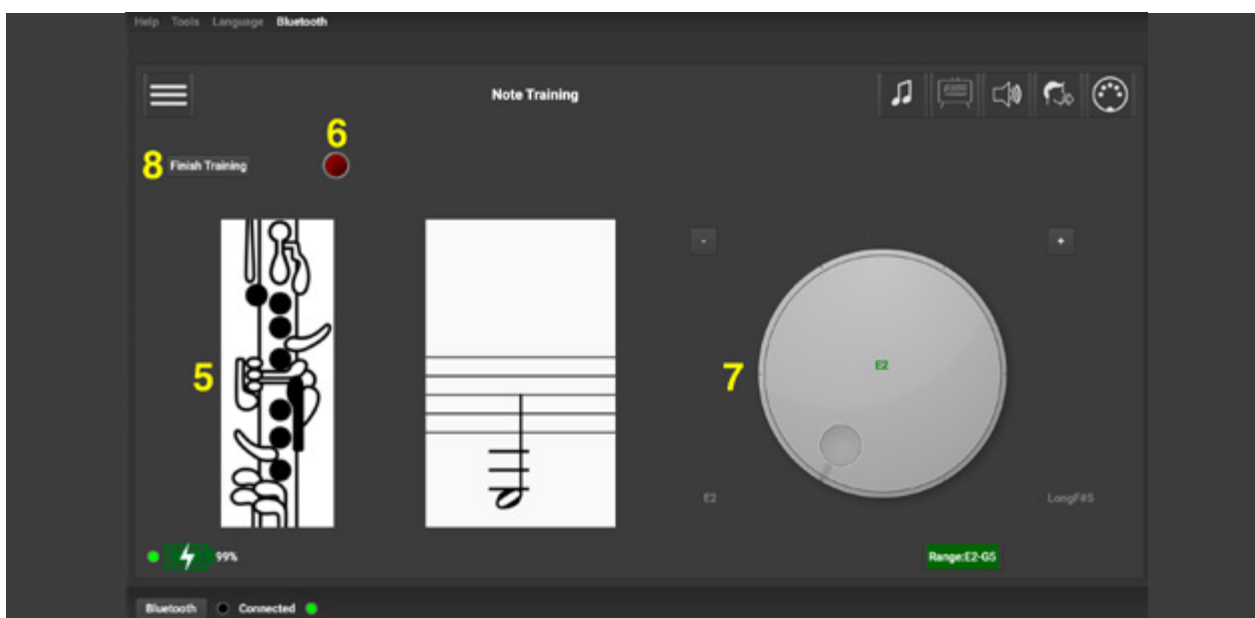 Help Tools Language Bluetooth
Note Training
6
8 Finish Training
- +
5
7
E2
E2 LongF#5
99%
Range:E2-G5
Bluetooth Connected